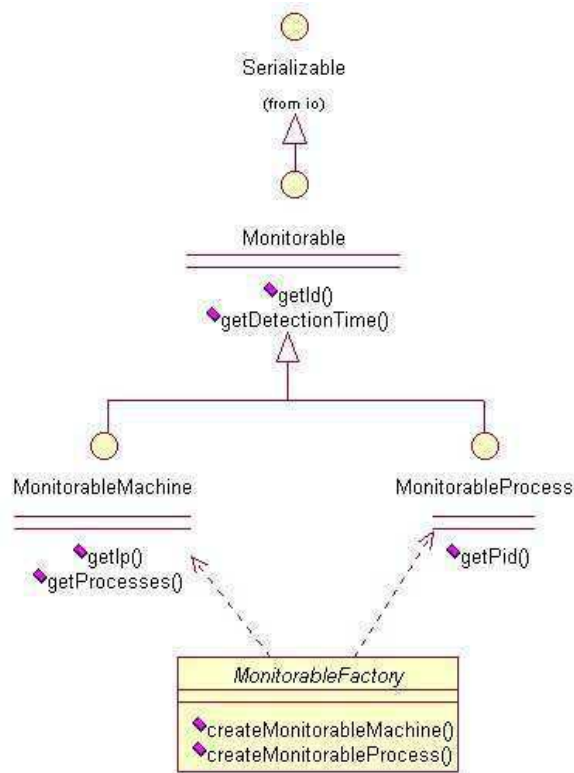 Serializable
(from io)
Monitorable
getId()
getDetectionTime()
MonitorableMachine
getIp()
getProcesses()
MonitorableProcess
getPid()
MonitorableFactory
createMonitorableMachine()
createMonitorableProcess()